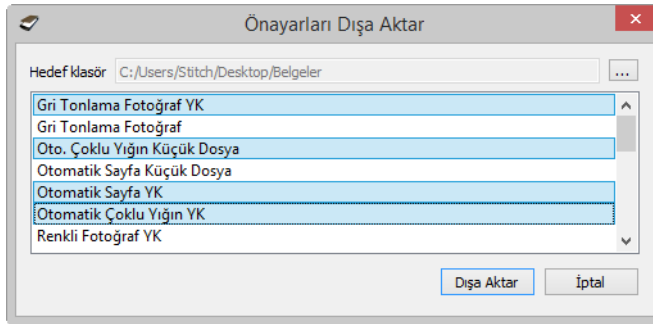 Önayarları Dışa Aktar
Hedef klasör C:/Users/Stitch/Desktop/Belgeler ...
Gri Tonlama Fotoğraf YK
Gri Tonlama Fotoğraf
Oto. Çoklu Yığın Küçük Dosya
Otomatik Sayfa Küçük Dosya
Otomatik Sayfa YK
Otomatik Çoklu Yığın YK
Renkli Fotoğraf YK
Dışa Aktar İptal